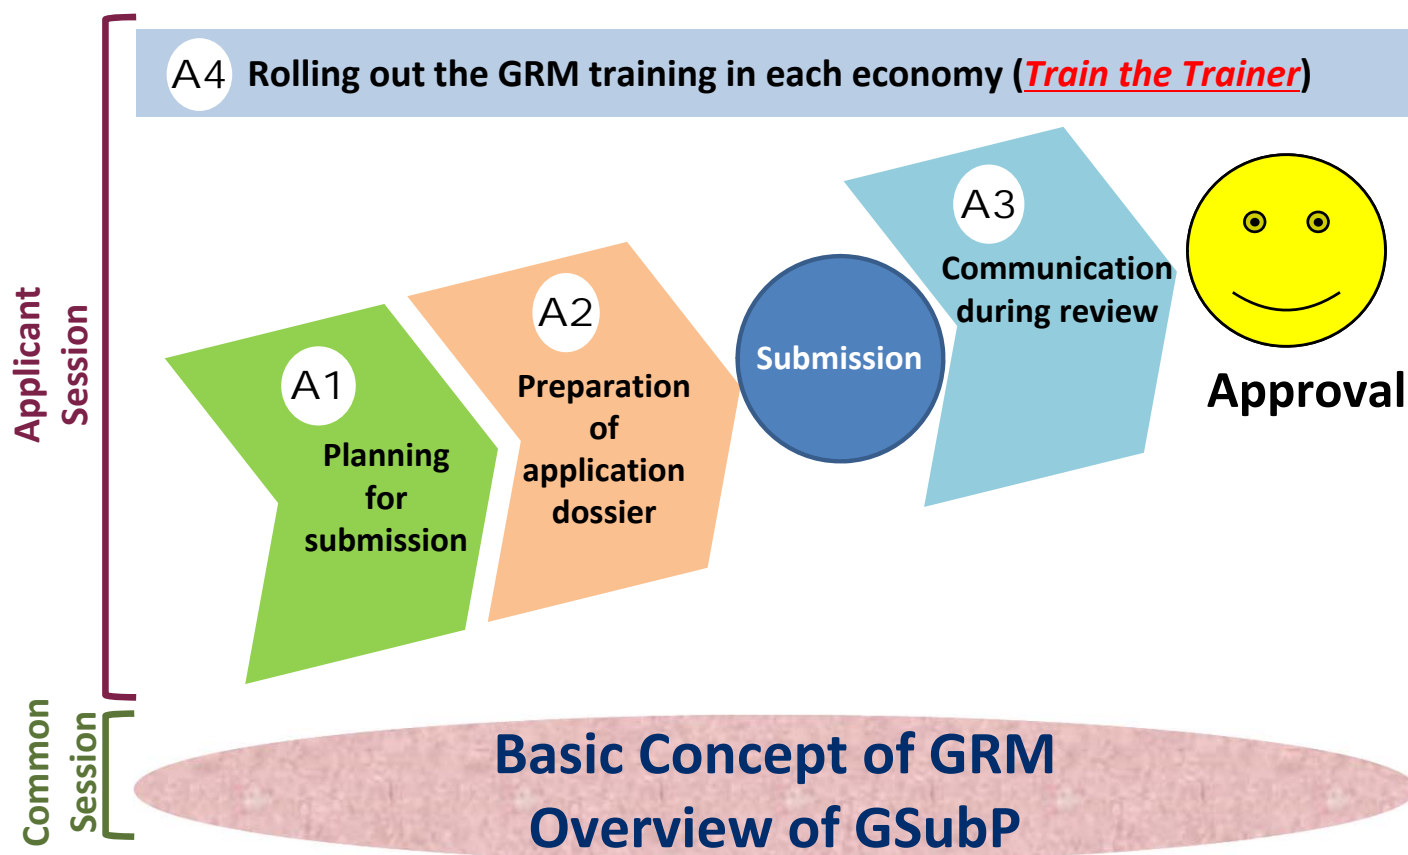 A4 Rolling out the GRM training in each economy (Train the Trainer)
Applicant
Session
A1
Planning
for
submission
A2
Preparation
of
application
dossier
Submission
A3
Communication
during review
Approval
Common
Session
Basic Concept of GRM
Overview of GSubP